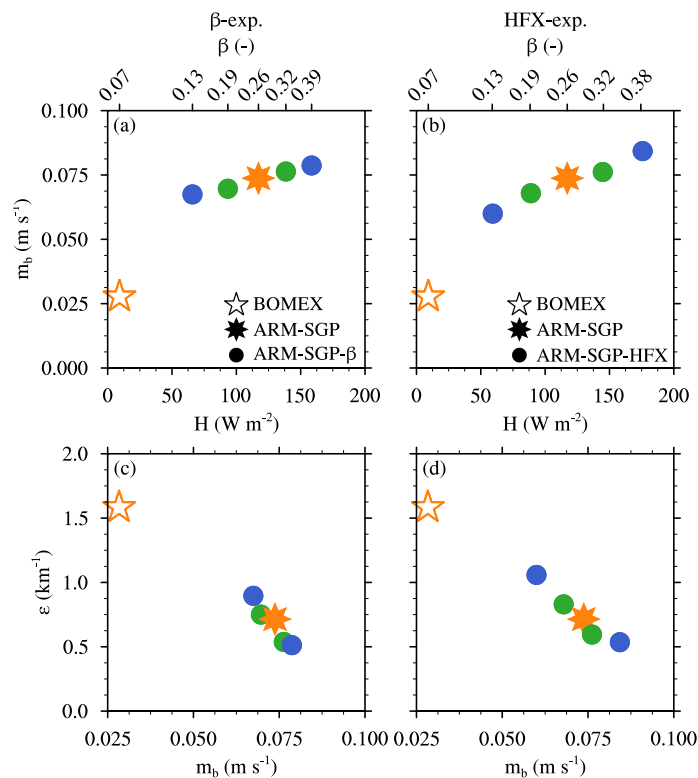 β-exp. HFX-exp.
β (-) β (-)
0.07 0.13 0.19 0.26 0.32 0.39 0.07 0.13 0.19 0.26 0.32 0.38
0.100 (a) (b)
0.075
m_b (m s⁻¹)
0.050
0.025 BOMEX BOMEX
ARM-SGP ARM-SGP
0.000 ARM-SGP-β ARM-SGP-HFX
0 50 100 150 200 0 50 100 150 200
H (W m⁻²) H (W m⁻²)
2.0 (c) (d)
1.5
ε (km⁻¹)
1.0
0.5
0.0
0.025 0.050 0.075 0.100 0.025 0.050 0.075 0.100
m_b (m s⁻¹) m_b (m s⁻¹)